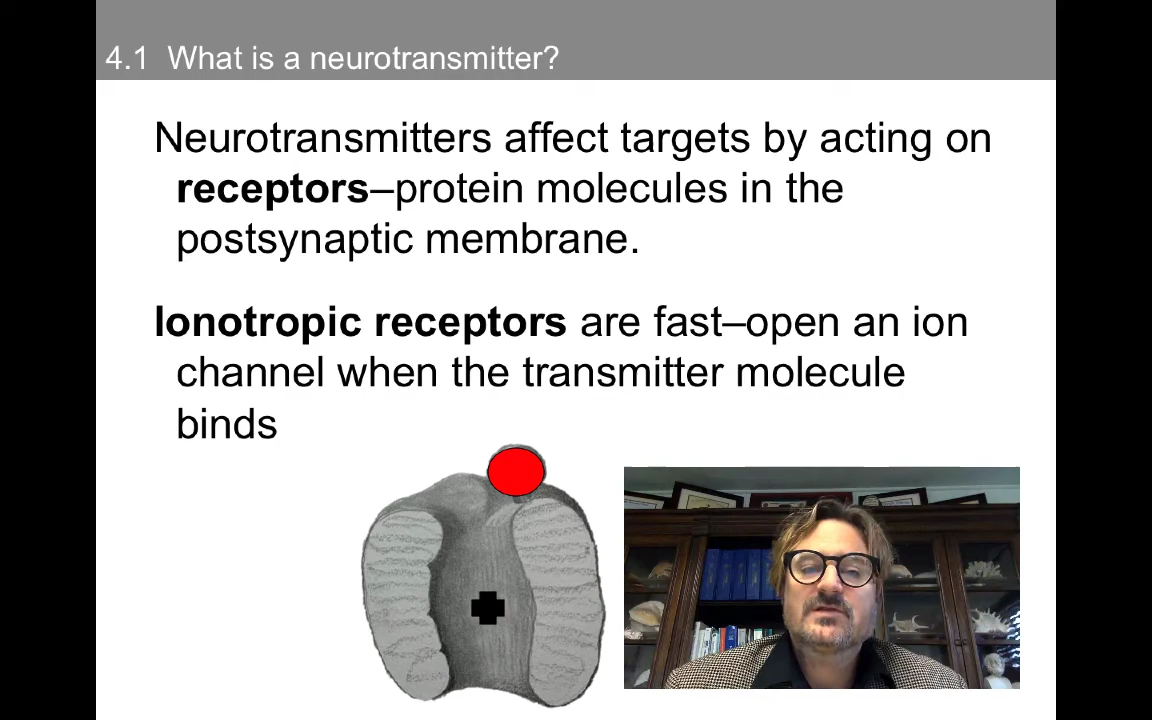 4.1 What is a neurotransmitter?
Neurotransmitters affect targets by acting on
receptors–protein molecules in the
postsynaptic membrane.
Ionotropic receptors are fast–open an ion
channel when the transmitter molecule
binds